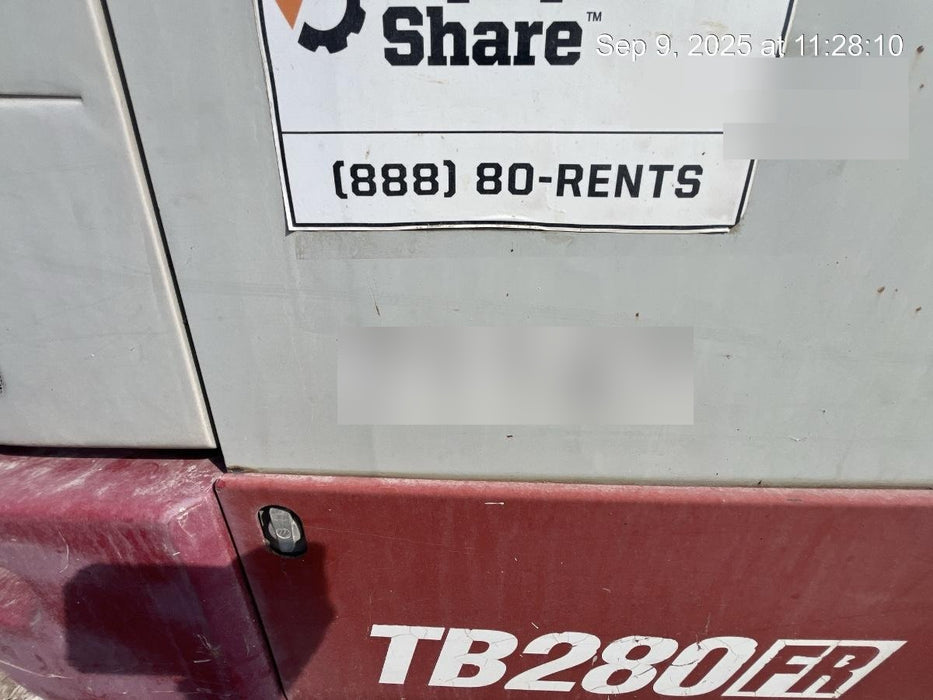 Share™
Sep 9, 2025 at 11:28:10
(888) 80-RENTS
TB280FR